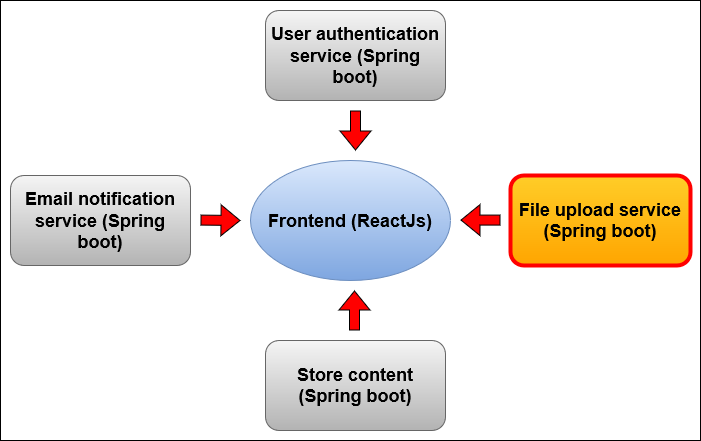 User authentication
service (Spring
boot)
Email notification
service (Spring
boot)
Frontend (ReactJs)
File upload service
(Spring boot)
Store content
(Spring boot)